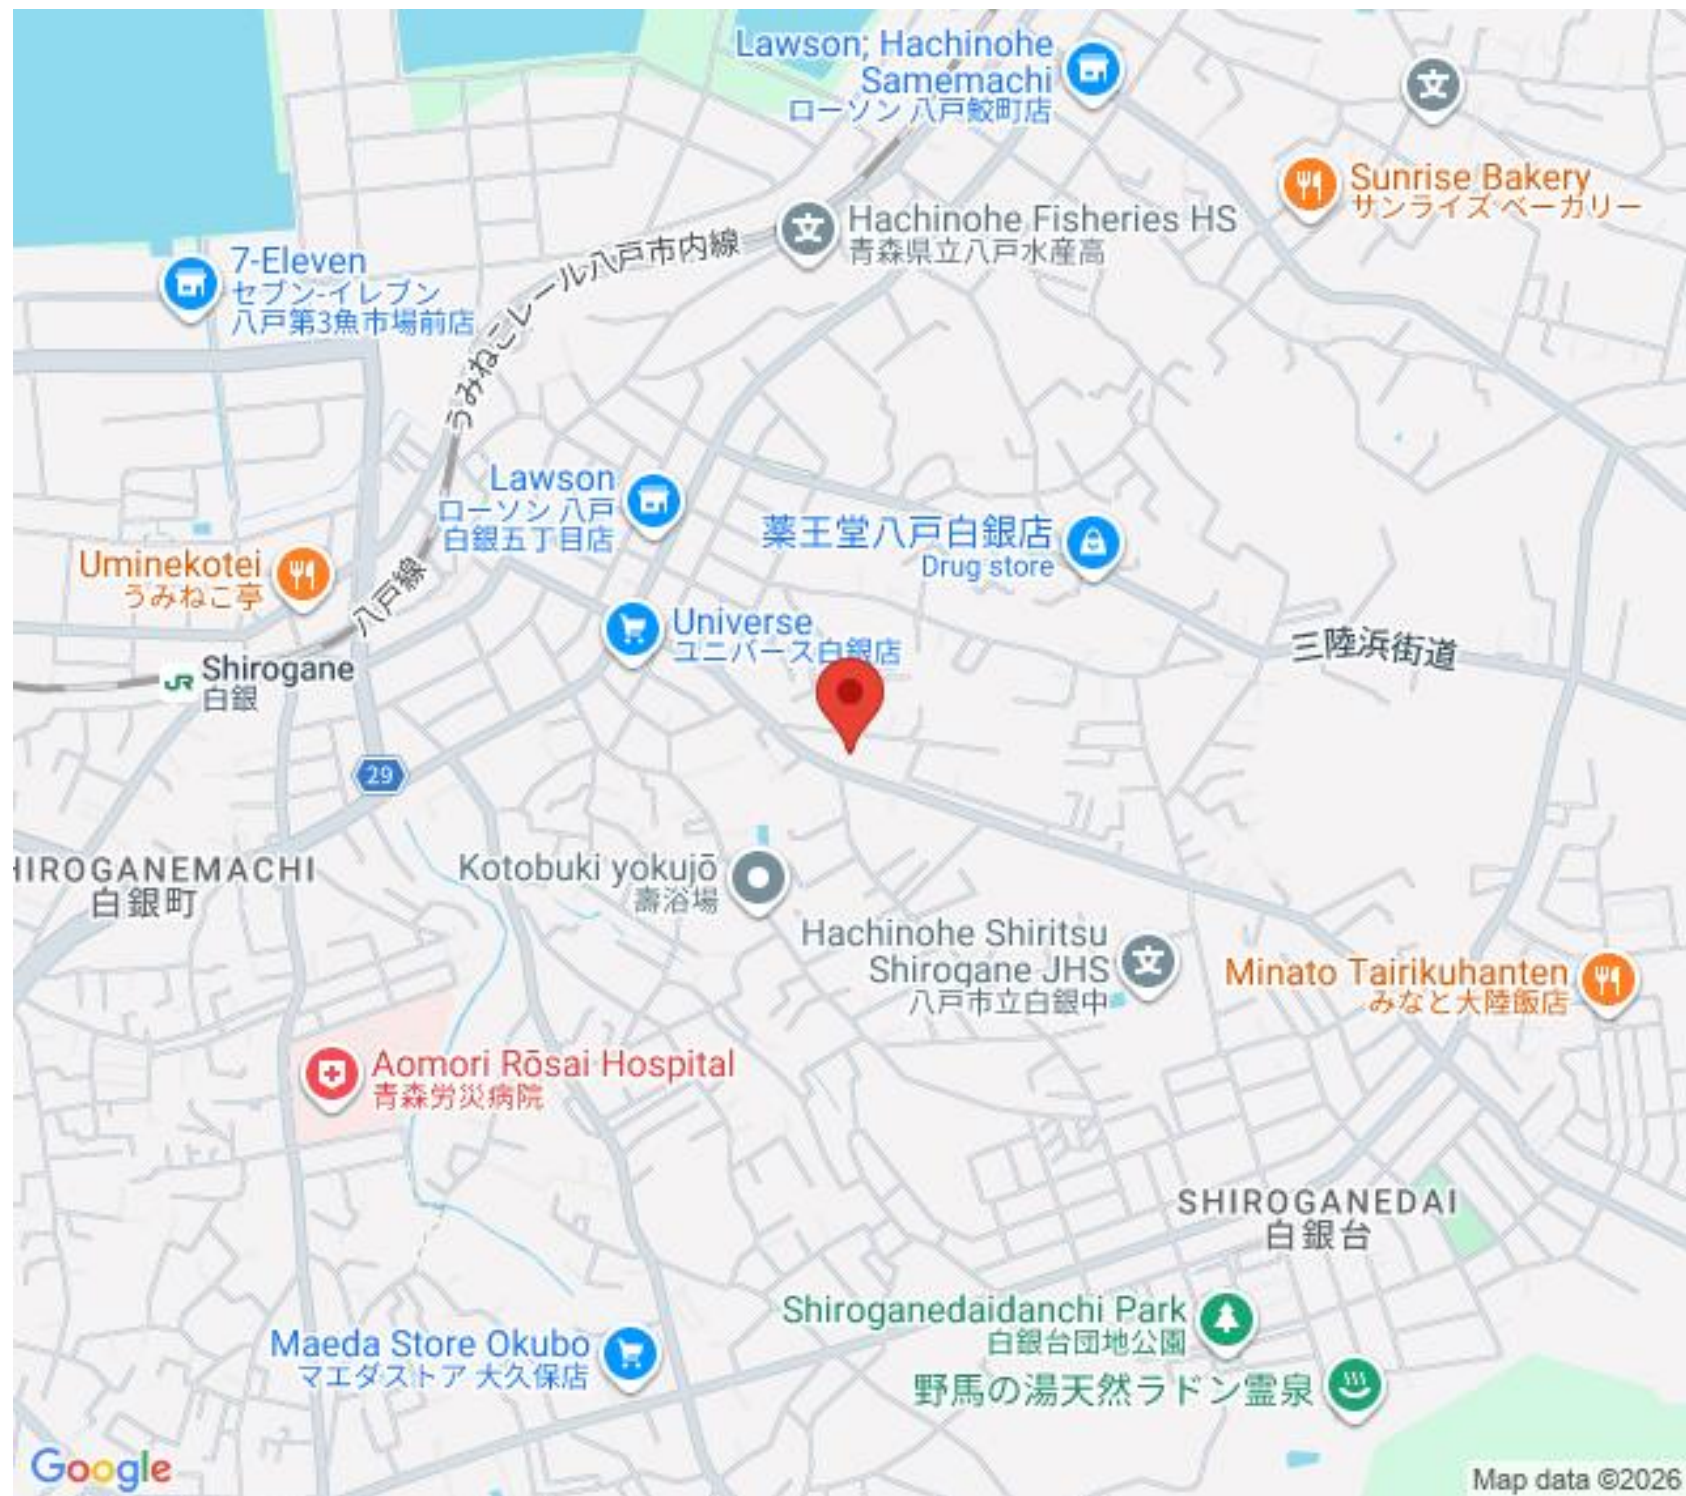 Lawson; Hachinohe
Samemachi
ローソン 八戸鮫町店
Sunrise Bakery
サンライズ ベーカリー
Hachinohe Fisheries HS
青森県立八戸水産高
7-Eleven
セブン-イレブン
八戸第3魚市場前店
うみねこレール八戸市内線
Lawson
ローソン 八戸
白銀五丁目店
薬王堂八戸白銀店
Drug store
Uminekotei
うみねこ亭
八戸線
Universe
ユニバース白銀店
三陸浜街道
Shirogane
白銀
29
HIROGANEMACHI
白銀町
Kotobuki yokujō
壽浴場
Hachinohe Shiritsu
Shirogane JHS
八戸市立白銀中
Minato Tairikuhanten
みなと大陸飯店
Aomori Rōsai Hospital
青森労災病院
SHIROGANEDAI
白銀台
Shiroganedaidanchi Park
白銀台団地公園
Maeda Store Okubo
マエダストア 大久保店
野馬の湯天然ラドン霊泉
Google
Map data ©2026